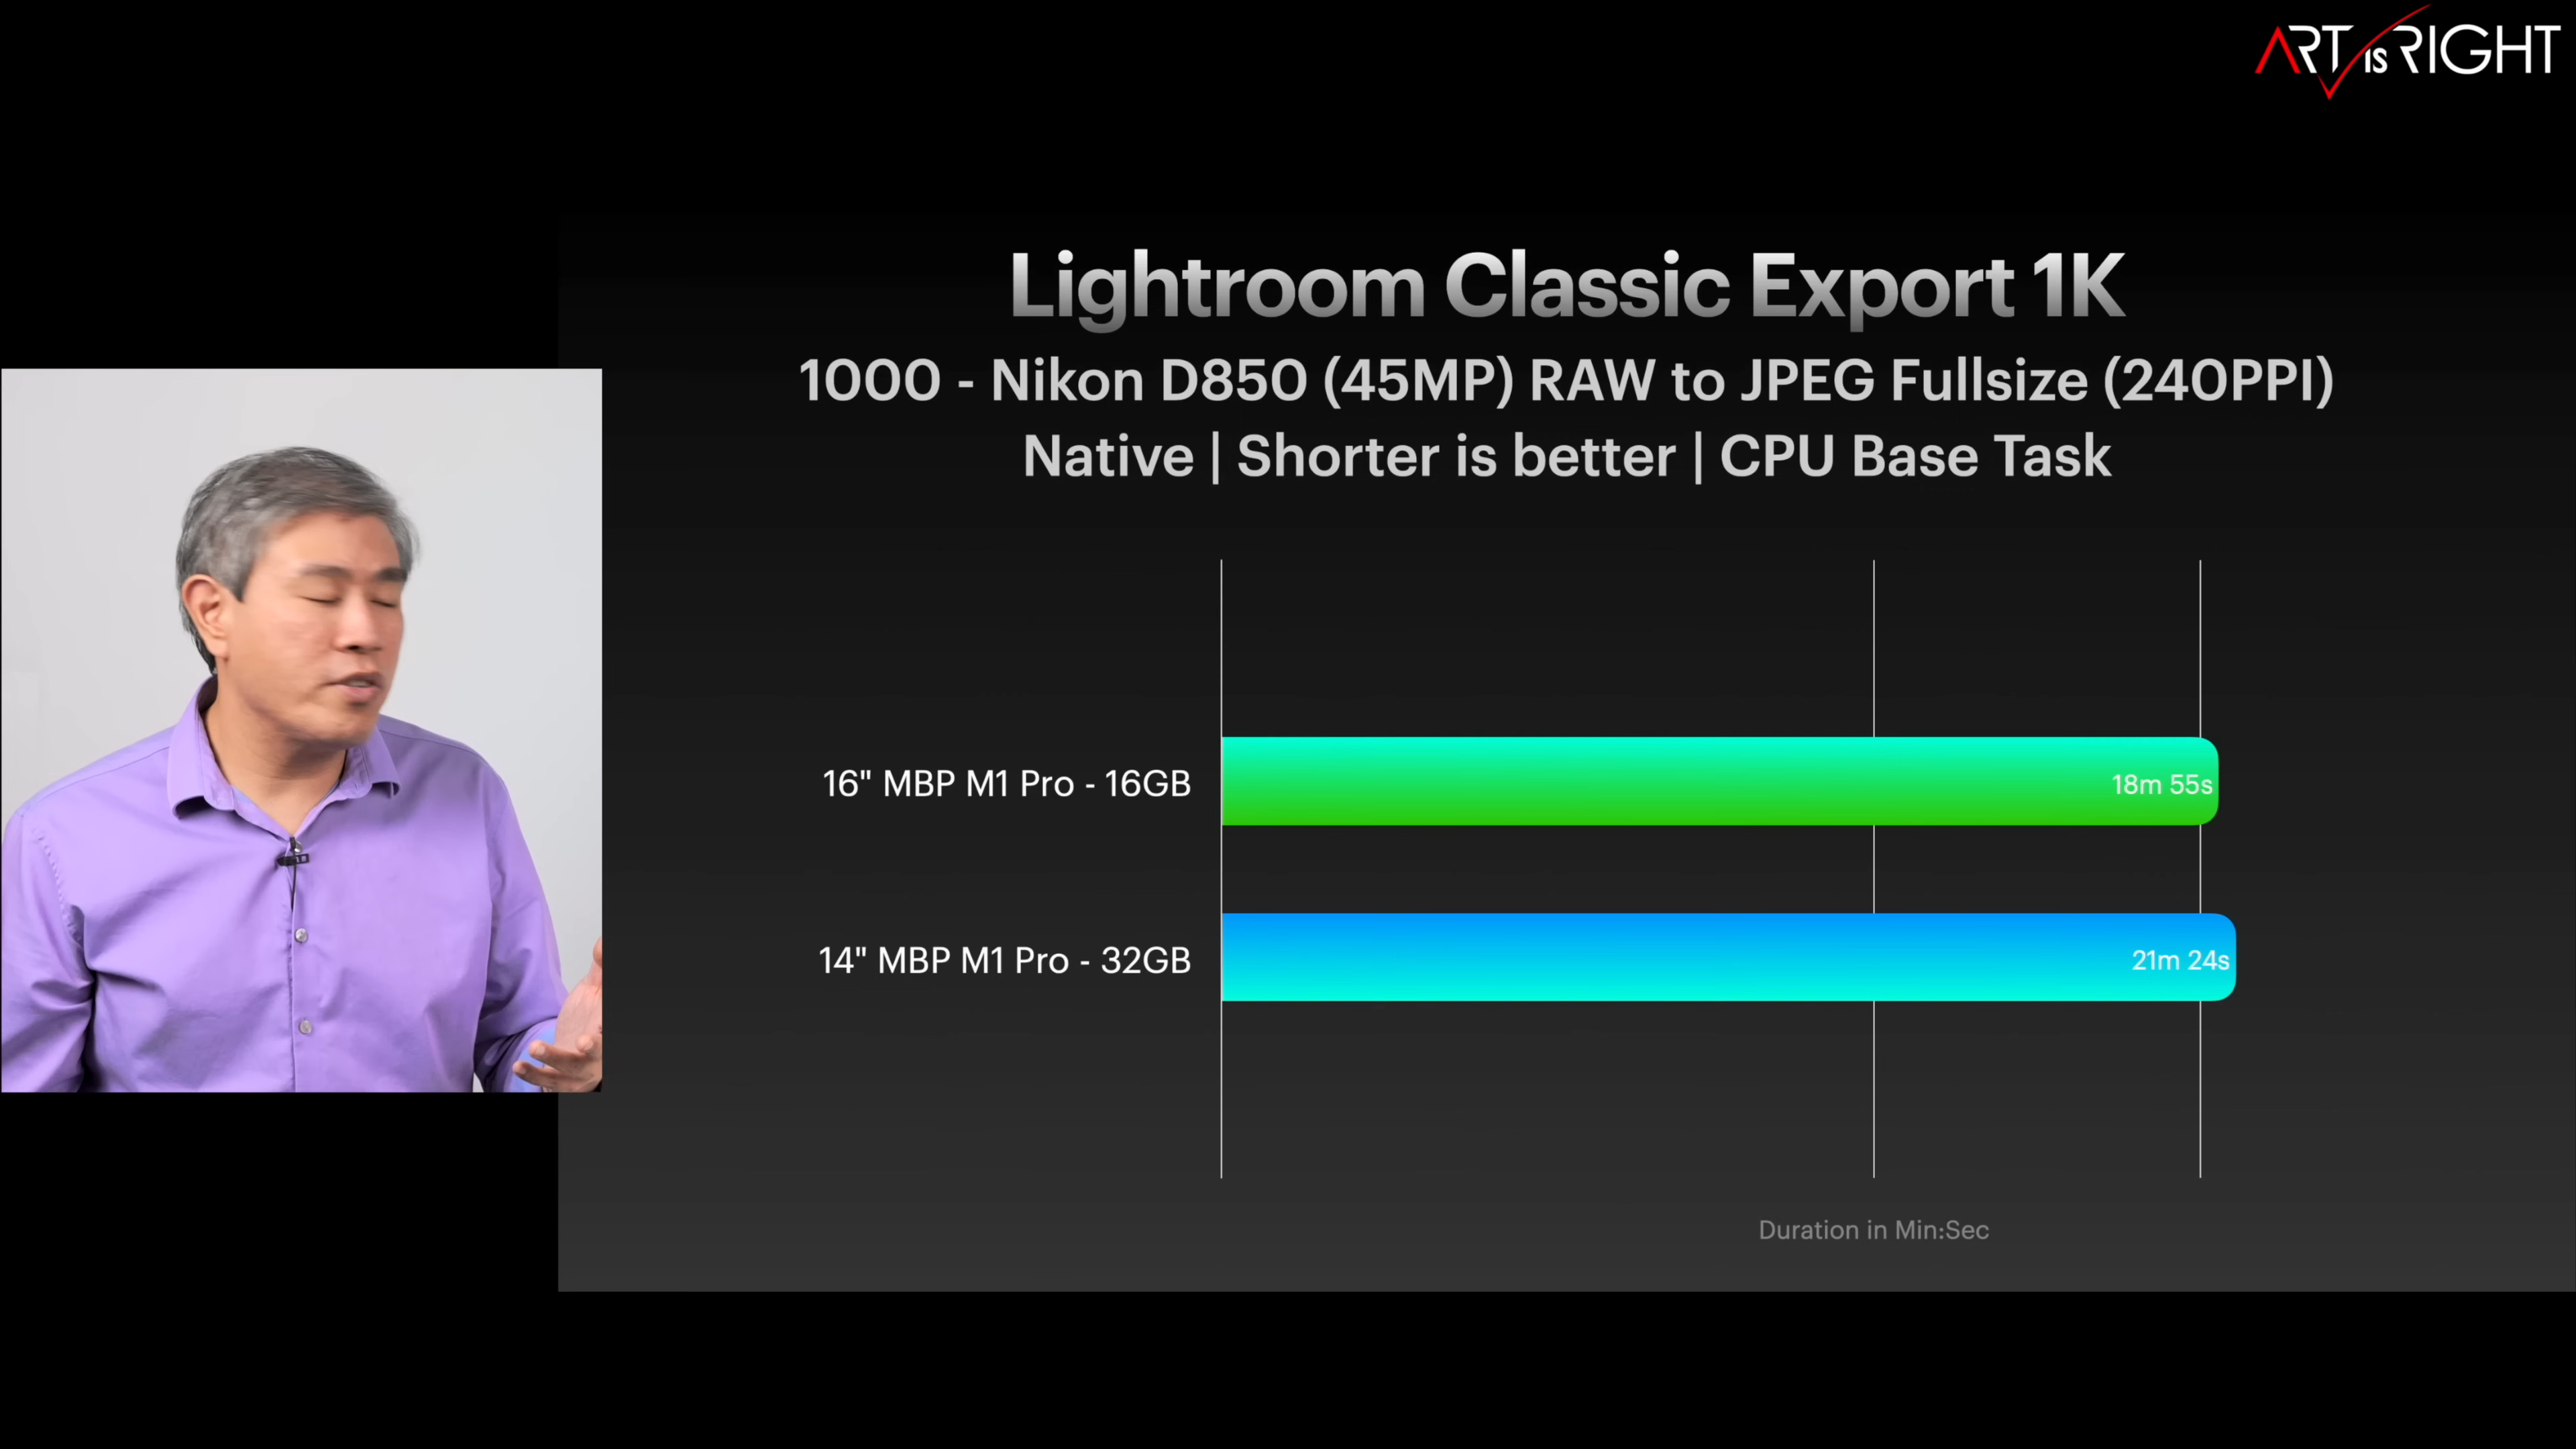 ART IS RIGHT
Lightroom Classic Export 1K
1000 - Nikon D850 (45MP) RAW to JPEG Fullsize (240PPI)
Native | Shorter is better | CPU Base Task
16" MBP M1 Pro - 16GB
18m 55s
14" MBP M1 Pro - 32GB
21m 24s
Duration in Min:Sec